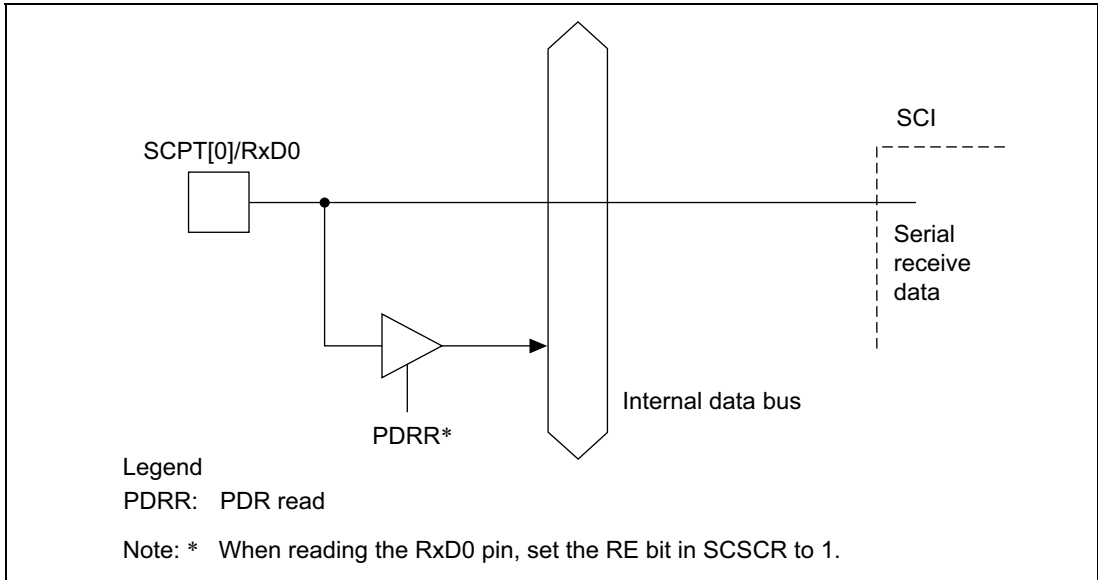 SCI
SCPT[0]/RxD0
Serial
receive
data
Internal data bus
PDRR*
Legend
PDRR: PDR read
Note: * When reading the RxD0 pin, set the RE bit in SCSCR to 1.